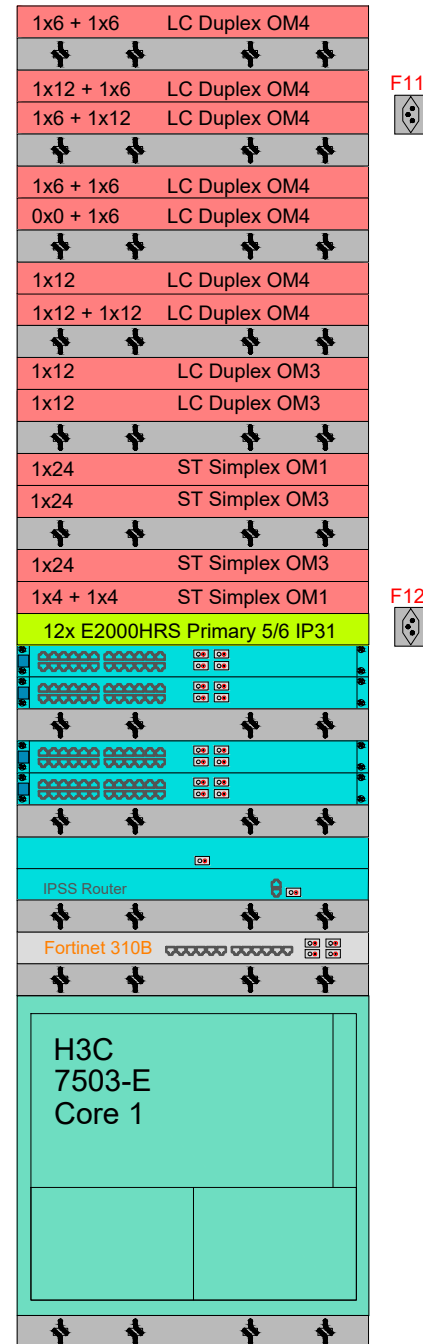 1x6 + 1x6 LC Duplex OM4
1x12 + 1x6 LC Duplex OM4
F11
1x6 + 1x12 LC Duplex OM4
1x6 + 1x6 LC Duplex OM4
0x0 + 1x6 LC Duplex OM4
1x12 LC Duplex OM4
1x12 + 1x12 LC Duplex OM4
1x12 LC Duplex OM3
1x12 LC Duplex OM3
1x24 ST Simplex OM1
1x24 ST Simplex OM3
1x24 ST Simplex OM3
1x4 + 1x4 ST Simplex OM1
F12
12x E2000HRS Primary 5/6 IP31
IPSS Router
Fortinet 310B
H3C
7503-E
Core 1